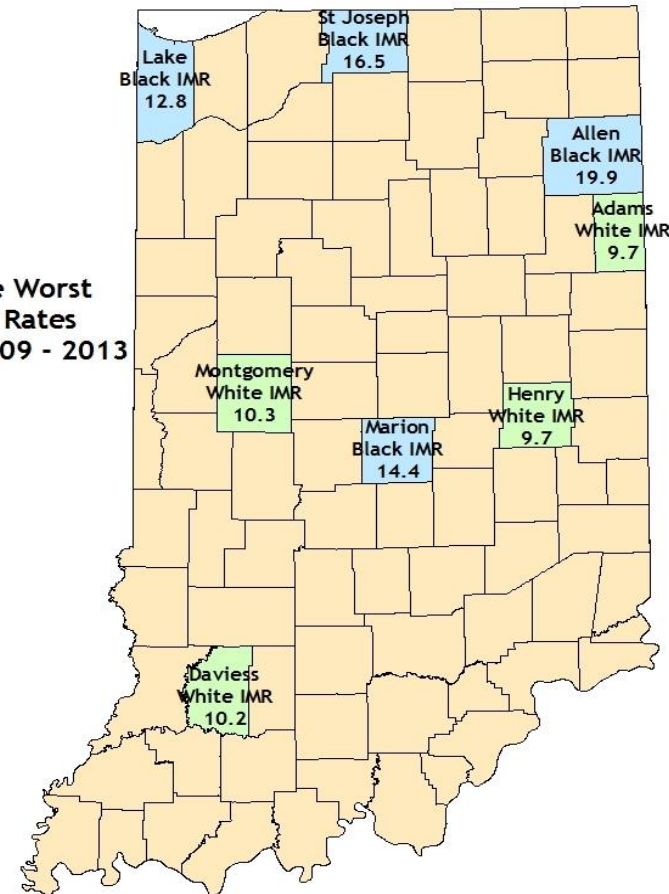 St Joseph
Black IMR
16.5
Lake
Black IMR
12.8
Allen
Black IMR
19.9
Adams
White IMR
9.7
Worst
Rates
09 - 2013
Montgomery
White IMR
10.3
Henry
White IMR
9.7
Marion
Black IMR
14.4
Daviess
White IMR
10.2